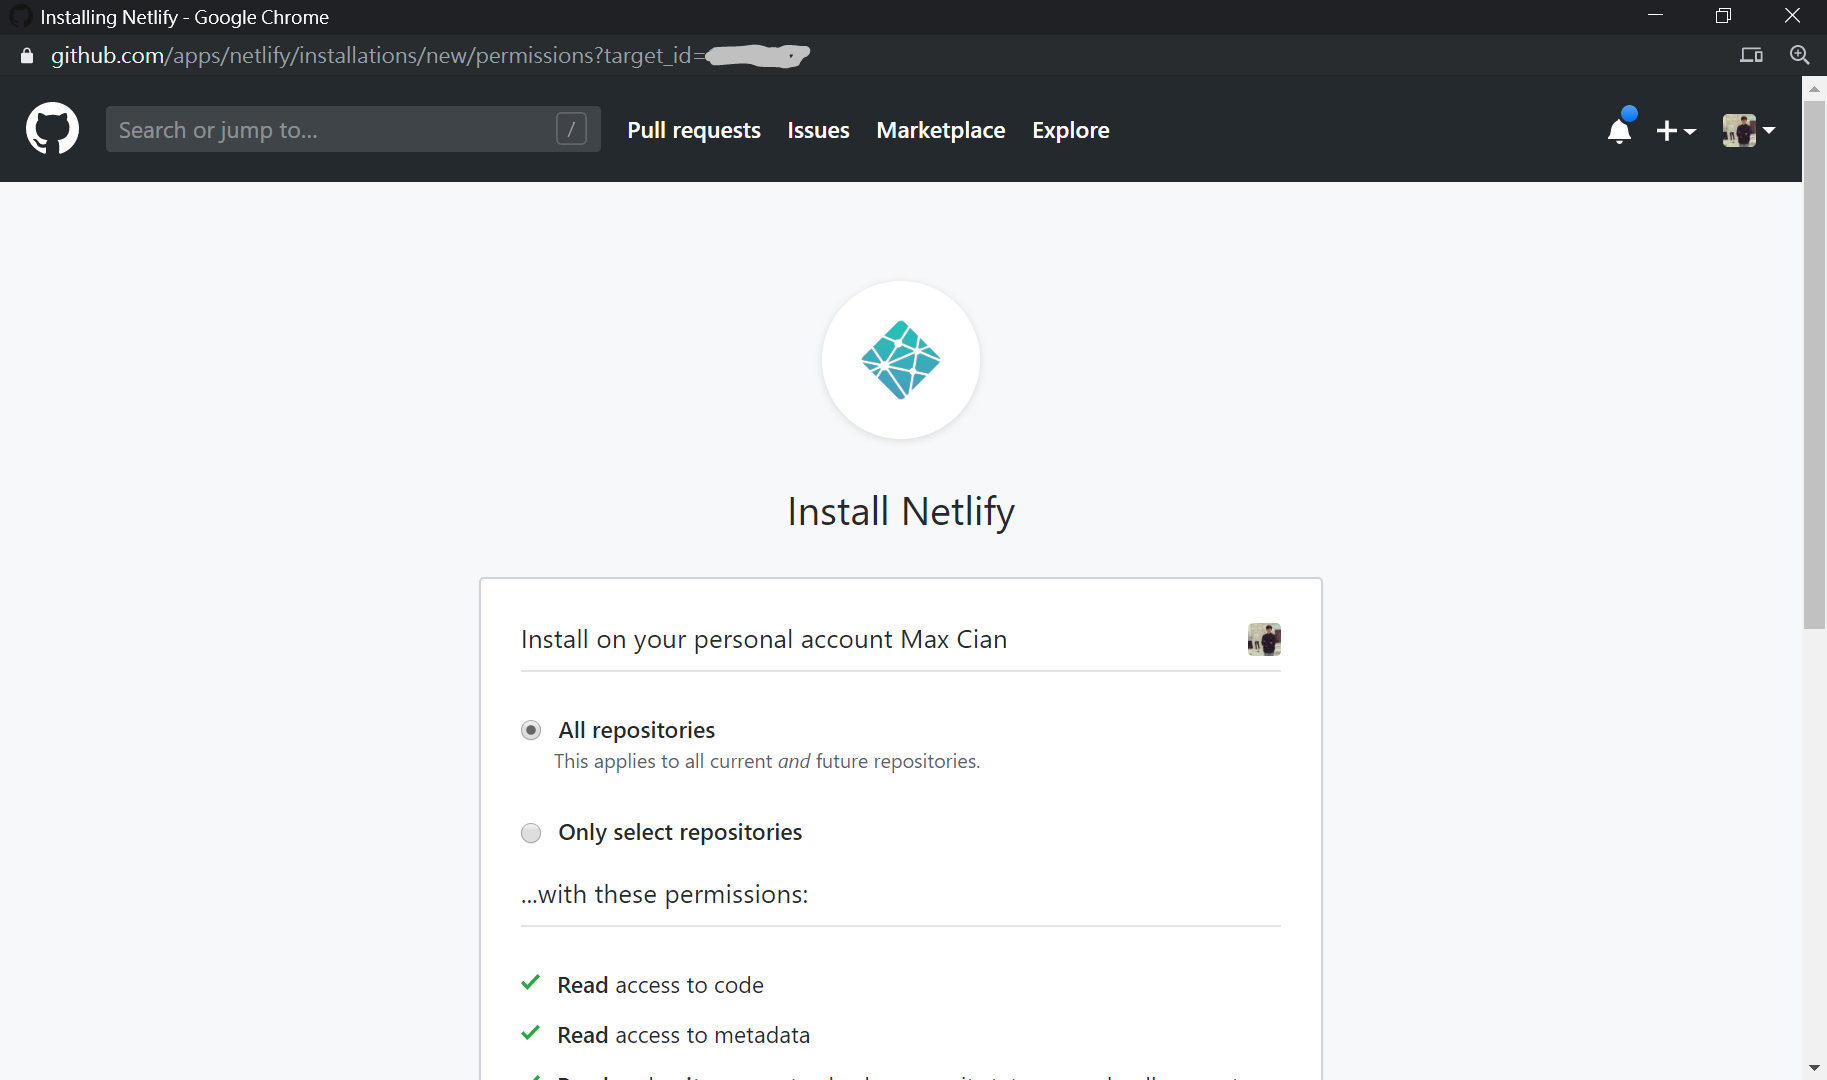 Installing Netlify - Google Chrome
github.com/apps/netlify/installations/new/permissions?target_id=
Search or jump to... /
Pull requests Issues Marketplace Explore
Install Netlify
Install on your personal account Max Cian
All repositories
This applies to all current and future repositories.
Only select repositories
...with these permissions:
Read access to code
Read access to metadata